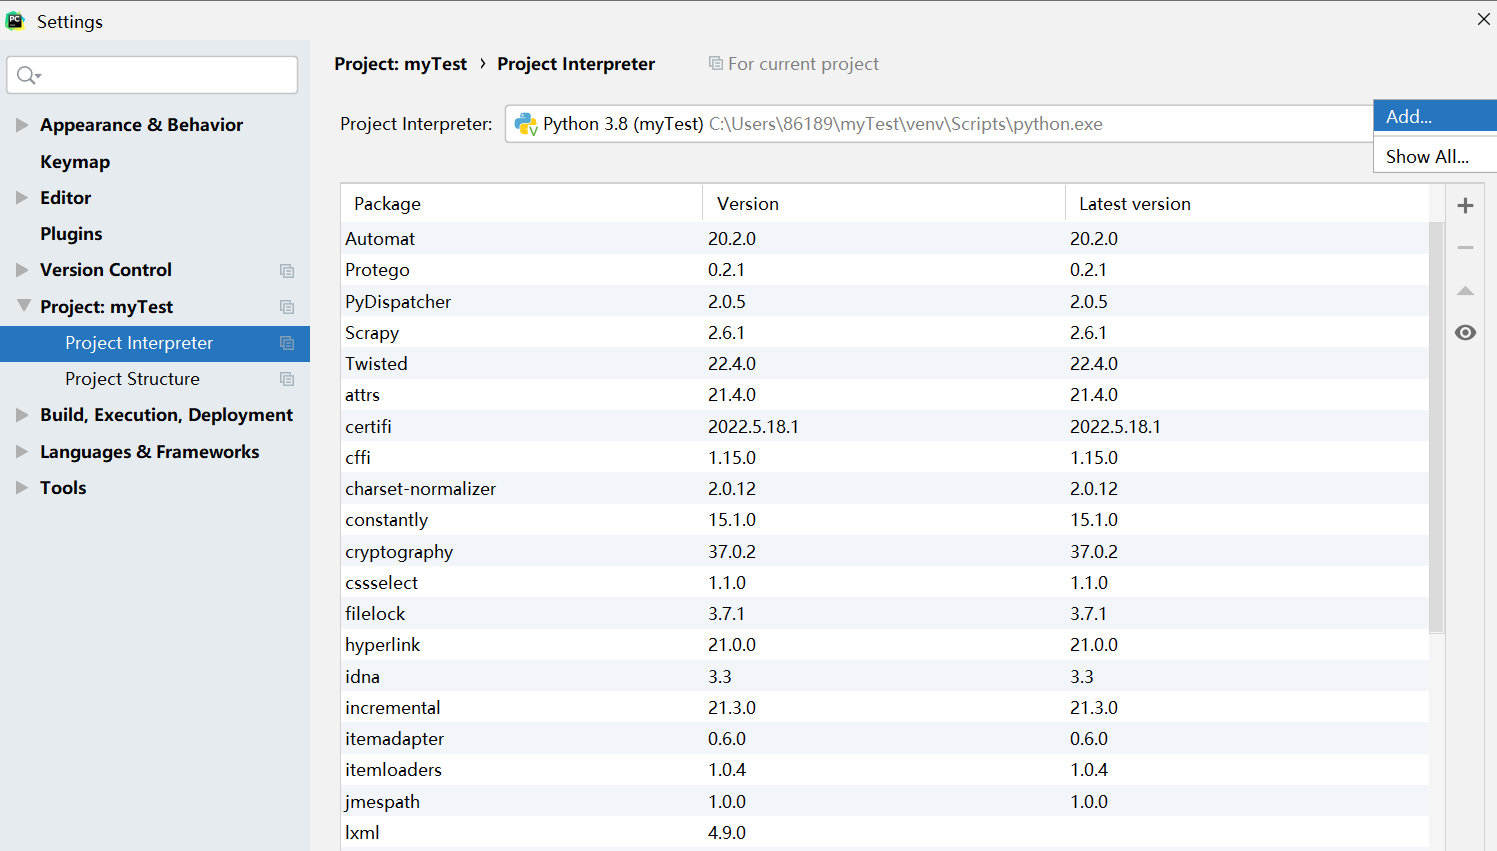 Settings
Project: myTest › Project Interpreter For current project
Project Interpreter: Python 3.8 (myTest) C:\Users\86189\myTest\venv\Scripts\python.exe
Add...
Show All...
Appearance & Behavior
Keymap
Editor
Plugins
Version Control
Project: myTest
Project Interpreter
Project Structure
Build, Execution, Deployment
Languages & Frameworks
Tools
Package Version Latest version
Automat 20.2.0 20.2.0
Protego 0.2.1 0.2.1
PyDispatcher 2.0.5 2.0.5
Scrapy 2.6.1 2.6.1
Twisted 22.4.0 22.4.0
attrs 21.4.0 21.4.0
certifi 2022.5.18.1 2022.5.18.1
cffi 1.15.0 1.15.0
charset-normalizer 2.0.12 2.0.12
constantly 15.1.0 15.1.0
cryptography 37.0.2 37.0.2
cssselect 1.1.0 1.1.0
filelock 3.7.1 3.7.1
hyperlink 21.0.0 21.0.0
idna 3.3 3.3
incremental 21.3.0 21.3.0
itemadapter 0.6.0 0.6.0
itemloaders 1.0.4 1.0.4
jmespath 1.0.0 1.0.0
lxml 4.9.0